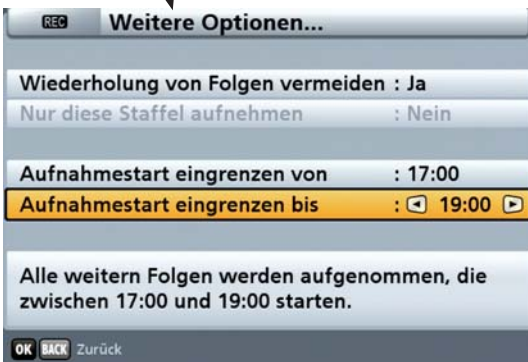 REC Weitere Optionen...
Wiederholung von Folgen vermeiden : Ja
Nur diese Staffel aufnehmen : Nein
Aufnahmestart eingrenzen von : 17:00
Aufnahmestart eingrenzen bis : 19:00
Alle weitern Folgen werden aufgenommen, die
zwischen 17:00 und 19:00 starten.
OK BACK Zurück